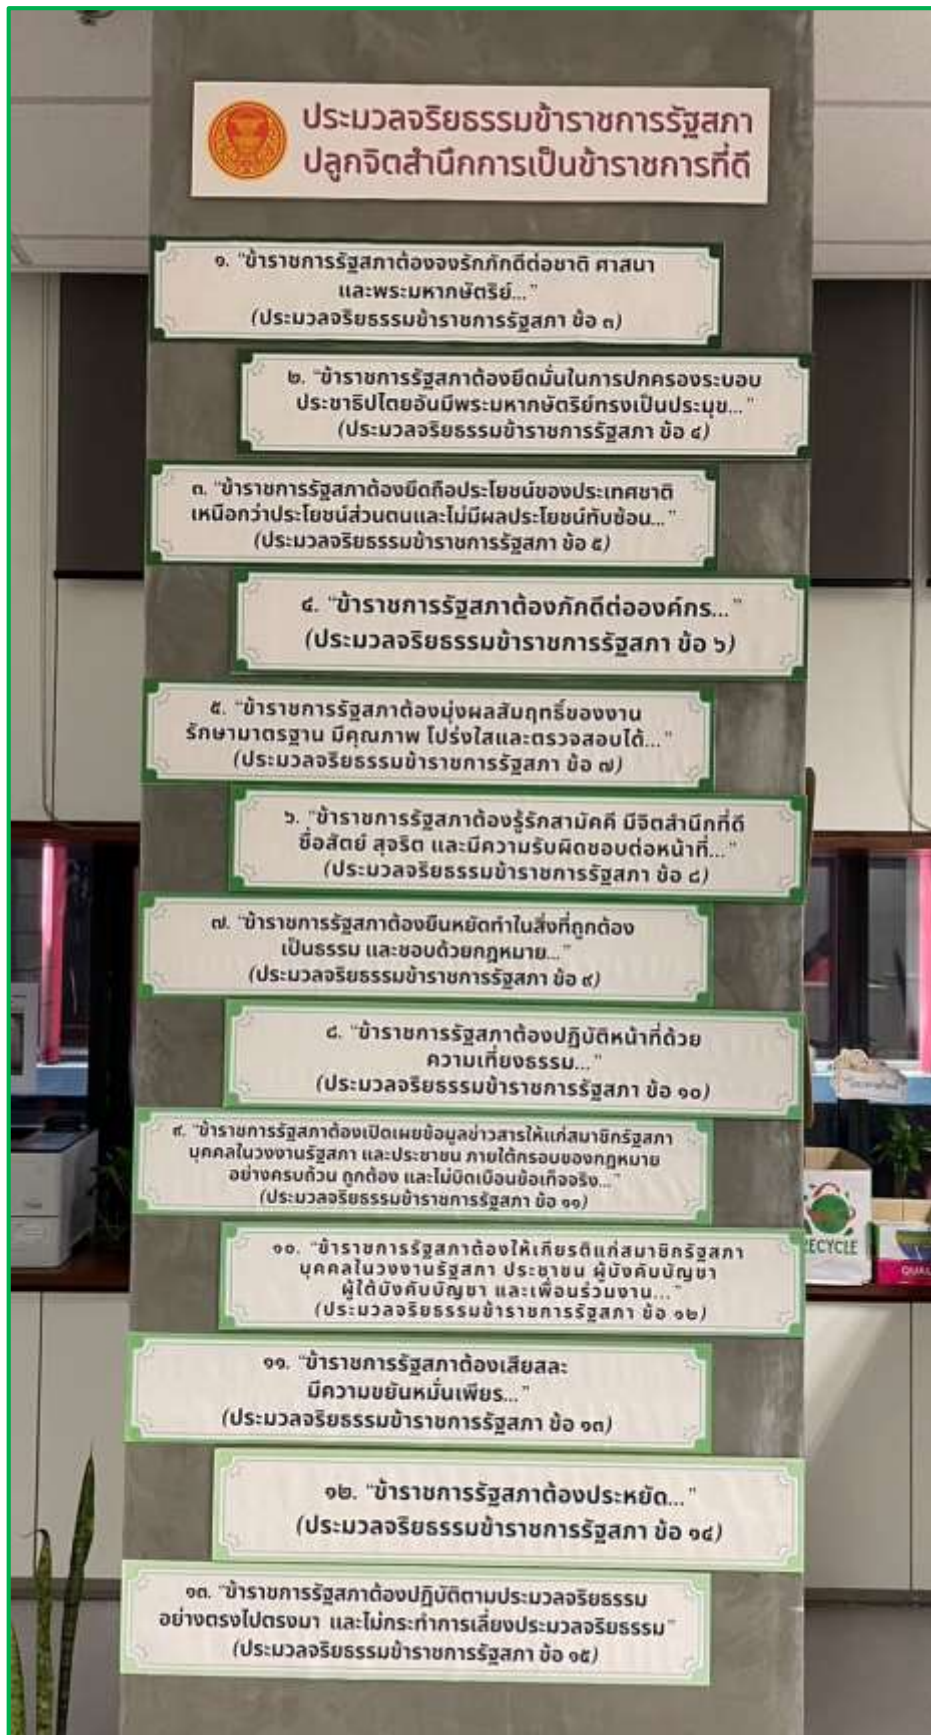 ประมวลจริยธรรมข้าราชการรัฐสภา
ปลูกจิตสำนึกการเป็นข้าราชการที่ดี
๑. "ข้าราชการรัฐสภาต้องจงรักภักดีต่อชาติ ศาสนา
และพระมหากษัตริย์..."
(ประมวลจริยธรรมข้าราชการรัฐสภา ข้อ ๓)
๒. "ข้าราชการรัฐสภาต้องยึดมั่นในการปกครองระบอบ
ประชาธิปไตยอันมีพระมหากษัตริย์ทรงเป็นประมุข..."
(ประมวลจริยธรรมข้าราชการรัฐสภา ข้อ ๔)
๓. "ข้าราชการรัฐสภาต้องยึดถือประโยชน์ของประเทศชาติ
เหนือกว่าประโยชน์ส่วนตนและไม่มีผลประโยชน์ทับซ้อน..."
(ประมวลจริยธรรมข้าราชการรัฐสภา ข้อ ๕)
๔. "ข้าราชการรัฐสภาต้องภักดีต่อองค์กร..."
(ประมวลจริยธรรมข้าราชการรัฐสภา ข้อ ๖)
๕. "ข้าราชการรัฐสภาต้องมุ่งผลสัมฤทธิ์ของงาน
รักษามาตรฐาน มีคุณภาพ โปร่งใสและตรวจสอบได้..."
(ประมวลจริยธรรมข้าราชการรัฐสภา ข้อ ๗)
๖. "ข้าราชการรัฐสภาต้องรู้รักสามัคคี มีจิตสำนึกที่ดี
ซื่อสัตย์ สุจริต และมีความรับผิดชอบต่อหน้าที่..."
(ประมวลจริยธรรมข้าราชการรัฐสภา ข้อ ๘)
๗. "ข้าราชการรัฐสภาต้องยืนหยัดทำในสิ่งที่ถูกต้อง
เป็นธรรม และชอบด้วยกฎหมาย..."
(ประมวลจริยธรรมข้าราชการรัฐสภา ข้อ ๙)
๘. "ข้าราชการรัฐสภาต้องปฏิบัติหน้าที่ด้วย
ความเที่ยงธรรม..."
(ประมวลจริยธรรมข้าราชการรัฐสภา ข้อ ๑๐)
๙. "ข้าราชการรัฐสภาต้องเปิดเผยข้อมูลข่าวสารให้แก่สมาชิกรัฐสภา
บุคคลในวงงานรัฐสภา และประชาชน ภายใต้กรอบของกฎหมาย
อย่างครบถ้วน ถูกต้อง และไม่บิดเบือนข้อเท็จจริง..."
(ประมวลจริยธรรมข้าราชการรัฐสภา ข้อ ๑๑)
๑๐. "ข้าราชการรัฐสภาต้องให้เกียรติแก่สมาชิกรัฐสภา
บุคคลในวงงานรัฐสภา ประชาชน ผู้บังคับบัญชา
ผู้ใต้บังคับบัญชา และเพื่อนร่วมงาน..."
(ประมวลจริยธรรมข้าราชการรัฐสภา ข้อ ๑๒)
RECYCLE
QUAL
๑๑. "ข้าราชการรัฐสภาต้องเสียสละ
มีความขยันหมั่นเพียร..."
(ประมวลจริยธรรมข้าราชการรัฐสภา ข้อ ๑๓)
๑๒. "ข้าราชการรัฐสภาต้องประหยัด..."
(ประมวลจริยธรรมข้าราชการรัฐสภา ข้อ ๑๔)
๑๓. "ข้าราชการรัฐสภาต้องปฏิบัติตามประมวลจริยธรรม
อย่างตรงไปตรงมา และไม่กระทำการเลี่ยงประมวลจริยธรรม"
(ประมวลจริยธรรมข้าราชการรัฐสภา ข้อ ๑๕)